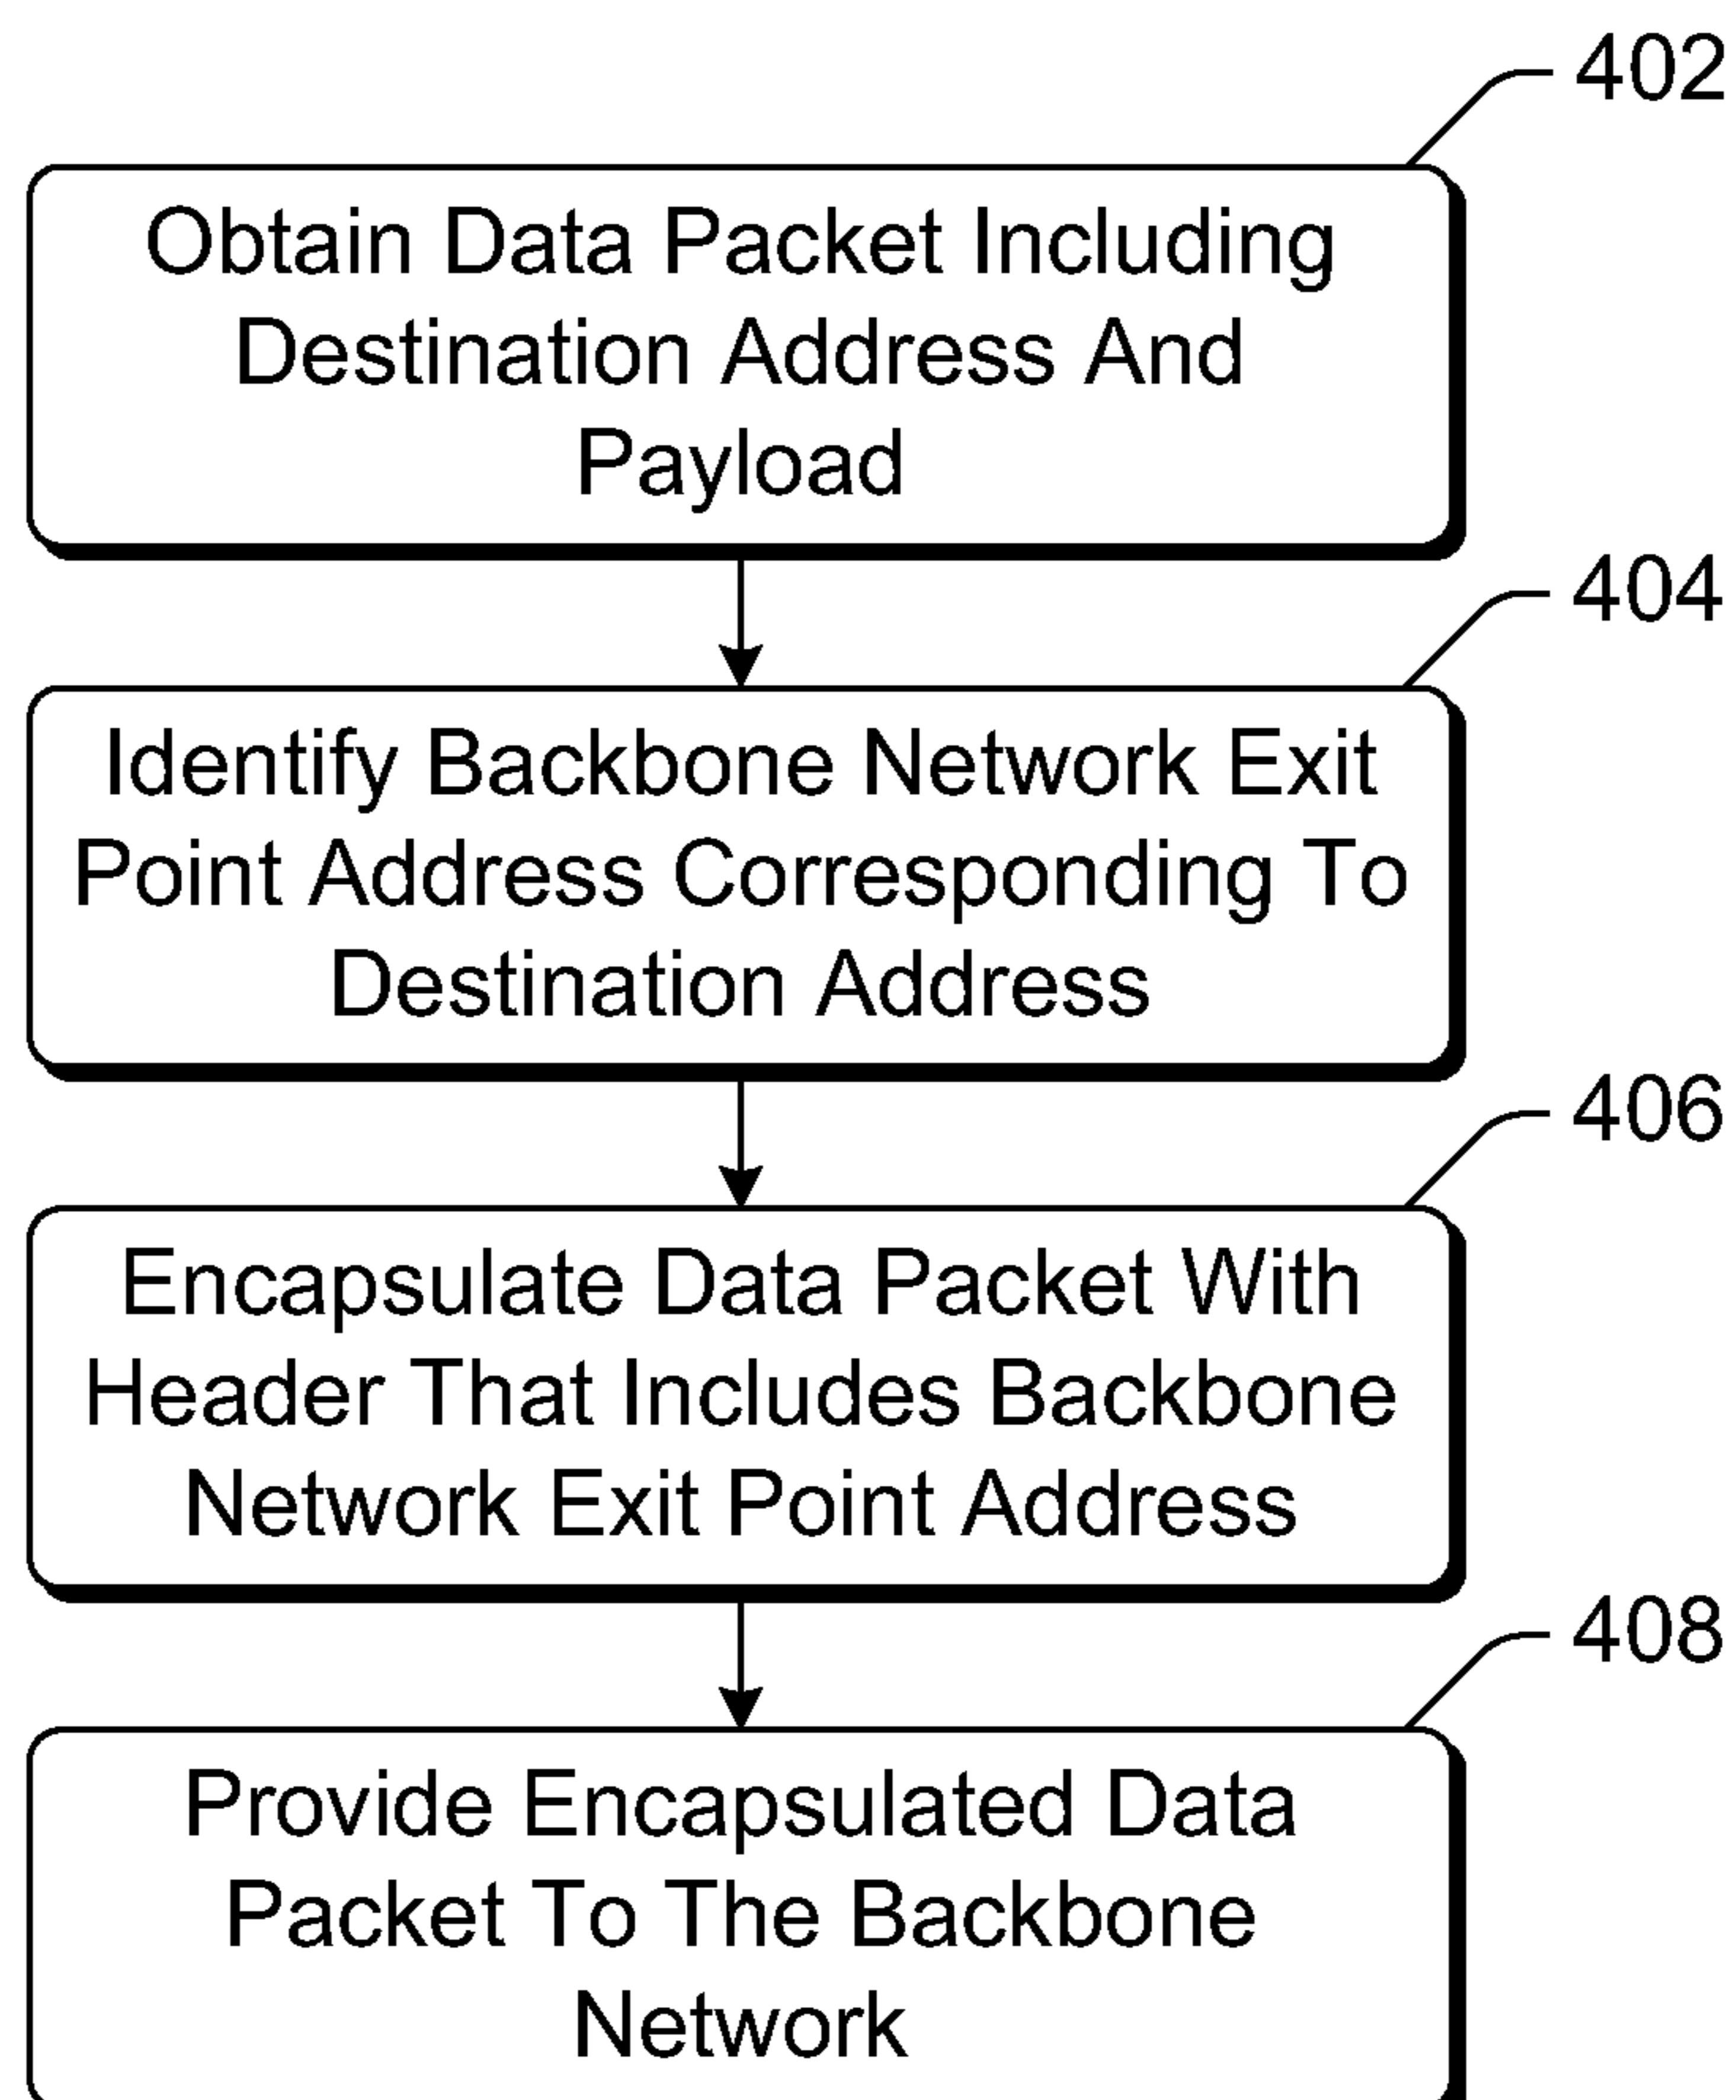 402
Obtain Data Packet Including
Destination Address And
Payload
404
Identify Backbone Network Exit
Point Address Corresponding To
Destination Address
406
Encapsulate Data Packet With
Header That Includes Backbone
Network Exit Point Address
408
Provide Encapsulated Data
Packet To The Backbone
Network